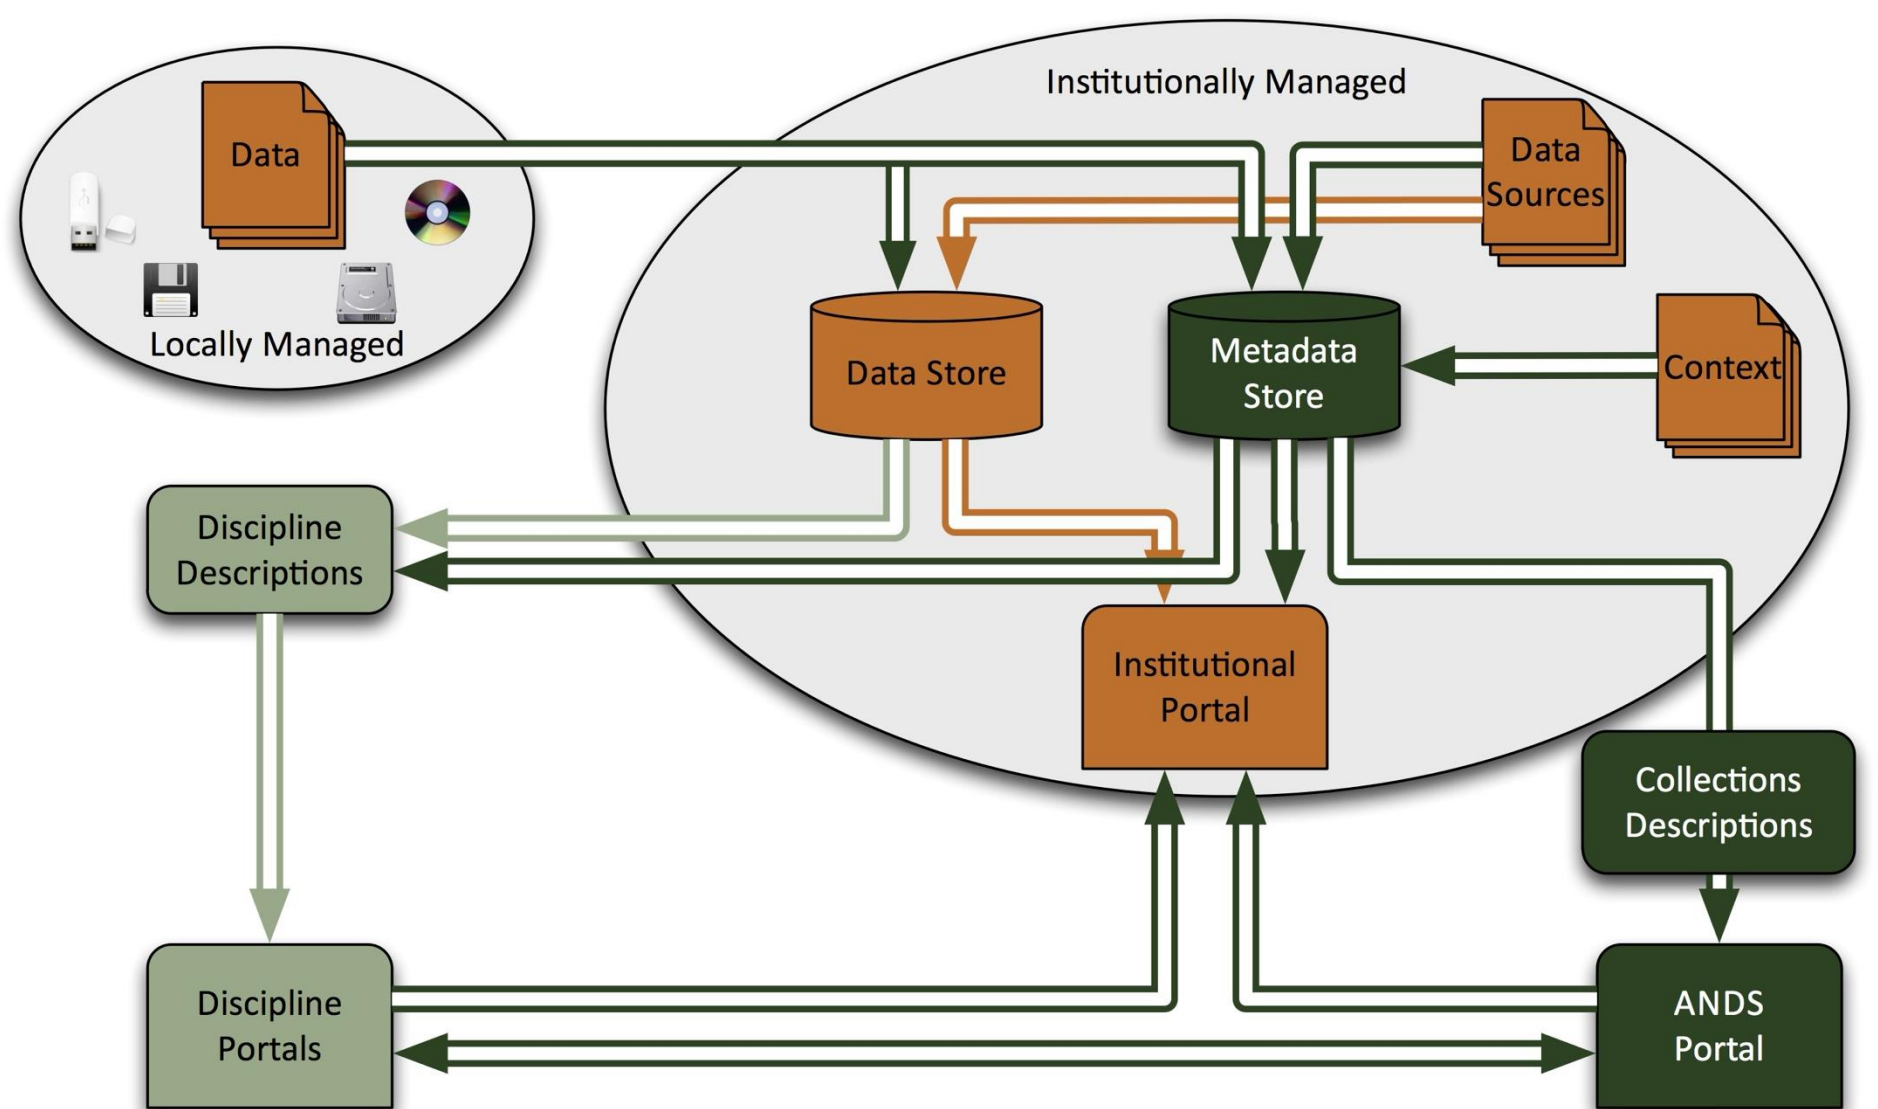 Institutionally Managed
Data
Data
Sources
Locally Managed
Data Store
Metadata
Store
Context
Discipline
Descriptions
Institutional
Portal
Collections
Descriptions
Discipline
Portals
ANDS
Portal